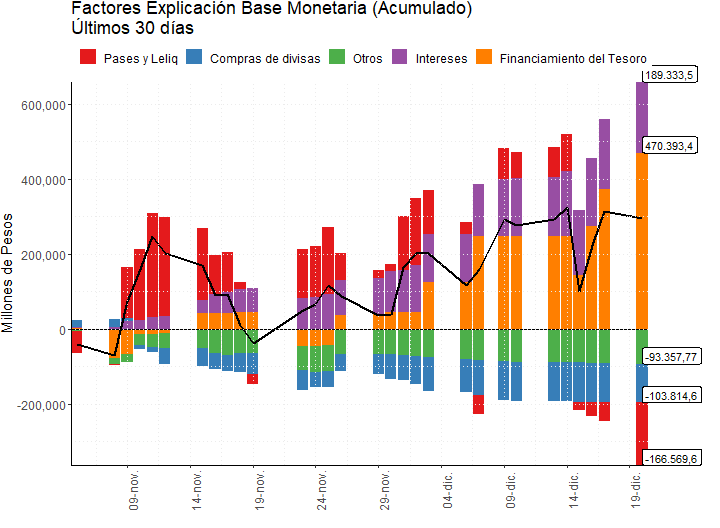 Factores Explicación Base Monetaria (Acumulado)
Últimos 30 días
Pases y Leliq Compras de divisas Otros Intereses Financiamiento del Tesoro
Millones de Pesos
600,000
400,000
200,000
0
-200,000
189.333,5
470.393,4
-93.357,77
-103.814,6
-166.569,6
09-nov.
14-nov.
19-nov.
24-nov.
29-nov.
04-dic.
09-dic.
14-dic.
19-dic.